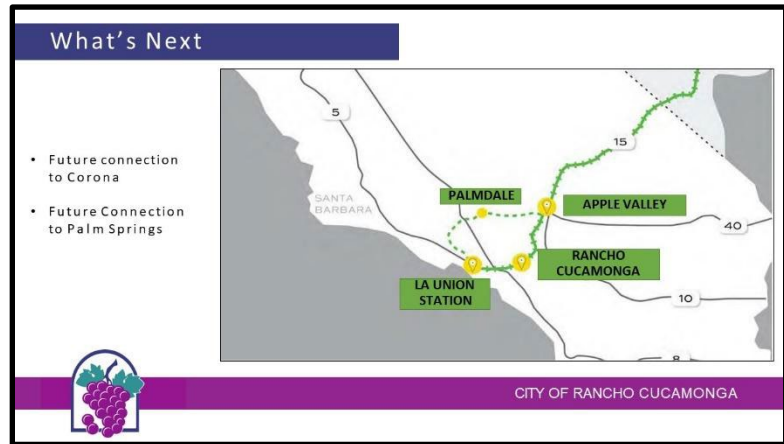 What's Next
• Future connection
to Corona
• Future Connection
to Palm Springs
5
15
SANTA
BARBARA
PALMDALE
APPLE VALLEY
40
RANCHO
CUCAMONGA
LA UNION
STATION
10
8
CITY OF RANCHO CUCAMONGA